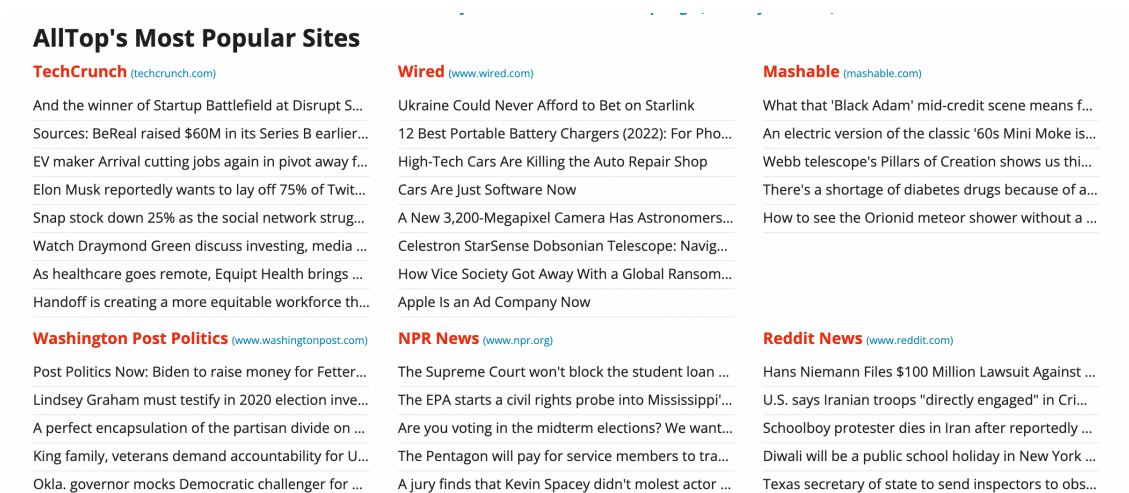 AllTop's Most Popular Sites
TechCrunch (techcrunch.com)
And the winner of Startup Battlefield at Disrupt S...
Sources: BeReal raised $60M in its Series B earlier...
EV maker Arrival cutting jobs again in pivot away f...
Elon Musk reportedly wants to lay off 75% of Twit...
Snap stock down 25% as the social network strug...
Watch Draymond Green discuss investing, media ...
As healthcare goes remote, Equipt Health brings ...
Handoff is creating a more equitable workforce th...
Wired (www.wired.com)
Ukraine Could Never Afford to Bet on Starlink
12 Best Portable Battery Chargers (2022): For Pho...
High-Tech Cars Are Killing the Auto Repair Shop
Cars Are Just Software Now
A New 3,200-Megapixel Camera Has Astronomers...
Celestron StarSense Dobsonian Telescope: Navig...
How Vice Society Got Away With a Global Ransom...
Apple Is an Ad Company Now
Mashable (mashable.com)
What that 'Black Adam' mid-credit scene means f...
An electric version of the classic '60s Mini Moke is...
Webb telescope's Pillars of Creation shows us thi...
There's a shortage of diabetes drugs because of a...
How to see the Orionid meteor shower without a ...
Washington Post Politics (www.washingtonpost.com)
Post Politics Now: Biden to raise money for Fetter...
Lindsey Graham must testify in 2020 election inve...
A perfect encapsulation of the partisan divide on ...
King family, veterans demand accountability for U...
Okla. governor mocks Democratic challenger for ...
NPR News (www.npr.org)
The Supreme Court won't block the student loan ...
The EPA starts a civil rights probe into Mississippi'...
Are you voting in the midterm elections? We want...
The Pentagon will pay for service members to tra...
A jury finds that Kevin Spacey didn't molest actor ...
Reddit News (www.reddit.com)
Hans Niemann Files $100 Million Lawsuit Against ...
U.S. says Iranian troops "directly engaged" in Cri...
Schoolboy protester dies in Iran after reportedly ...
Diwali will be a public school holiday in New York ...
Texas secretary of state to send inspectors to obs...